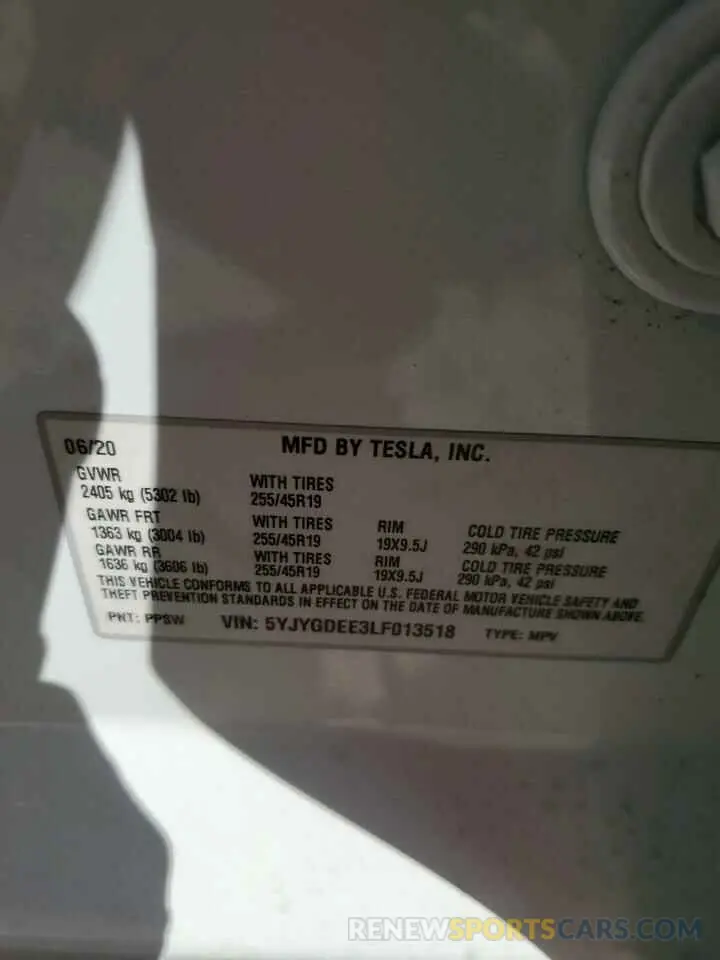 06/20 MFD BY TESLA, INC.
GVWR
2405 kg (5302 lb) WITH TIRES 255/45R19
GAWR FRT
1363 kg (3004 lb) WITH TIRES 255/45R19 RIM 19X9.5J COLD TIRE PRESSURE 290 kPa, 42 psi
GAWR RR
1636 kg (3606 lb) WITH TIRES 255/45R19 RIM 19X9.5J COLD TIRE PRESSURE 290 kPa, 42 psi
THIS VEHICLE CONFORMS TO ALL APPLICABLE U.S. FEDERAL MOTOR VEHICLE SAFETY AND
THEFT PREVENTION STANDARDS IN EFFECT ON THE DATE OF MANUFACTURE SHOWN ABOVE.
PNT: PPSW VIN: 5YJYGDEE3LF013518 TYPE: MPV
RENEWSPORTSCARS.COM